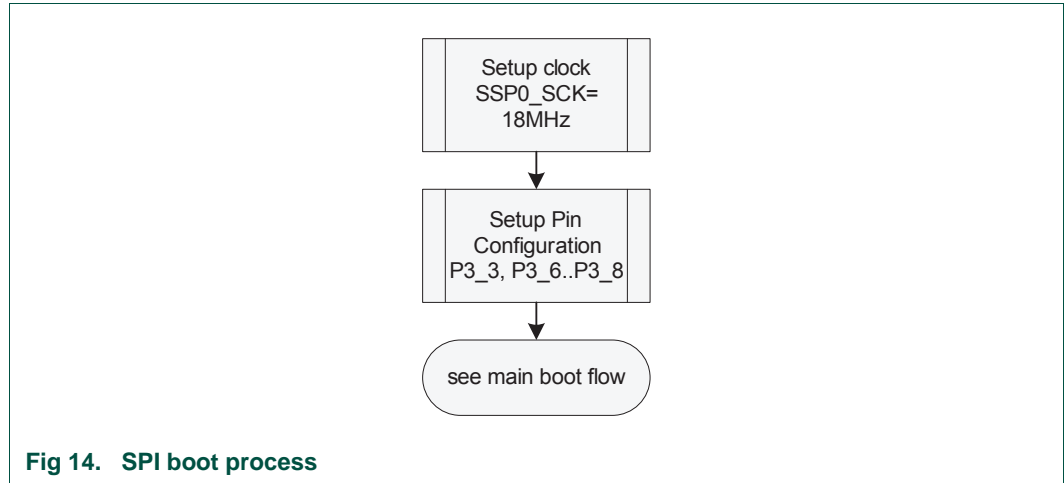 Setup clock
SSP0_SCK=
18MHz
Setup Pin
Configuration
P3_3, P3_6..P3_8
see main boot flow
Fig 14. SPI boot process